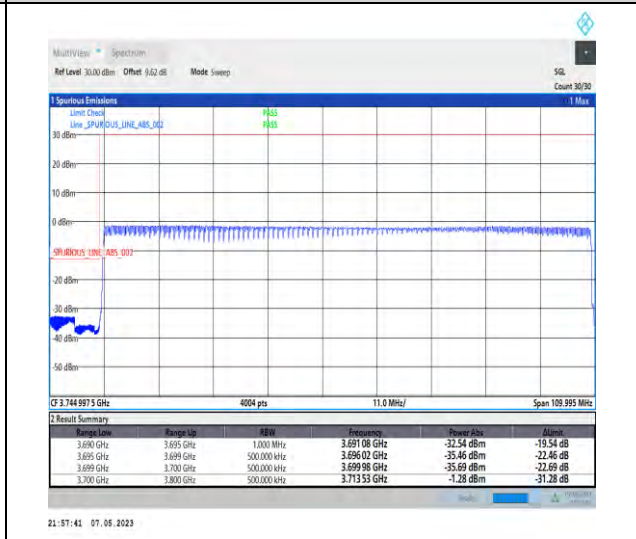 MultiView Spectrum
Ref Level 30.00 dBm Offset 9.62 dB Mode Sweep SGL
Count 30/30
1 Spurious Emissions 1 Max
Limit Check PASS
Line _SPURIOUS_LINE_ABS_002 PASS
30 dBm
20 dBm
10 dBm
0 dBm
_SPURIOUS_LINE_ABS_002
-20 dBm
-30 dBm
-40 dBm
-50 dBm
CF 3.744 997 5 GHz 4004 pts 11.0 MHz/ Span 109.995 MHz
2 Result Summary
Range Low Range Up RBW Frequency Power Abs ΔLimit
3.690 GHz 3.695 GHz 1.000 MHz 3.691 08 GHz -32.54 dBm -19.54 dB
3.695 GHz 3.699 GHz 500.000 kHz 3.696 02 GHz -35.46 dBm -22.46 dB
3.699 GHz 3.700 GHz 500.000 kHz 3.699 98 GHz -35.69 dBm -22.69 dB
3.700 GHz 3.800 GHz 500.000 kHz 3.713 53 GHz -1.28 dBm -31.28 dB
21:57:41 07.05.2023